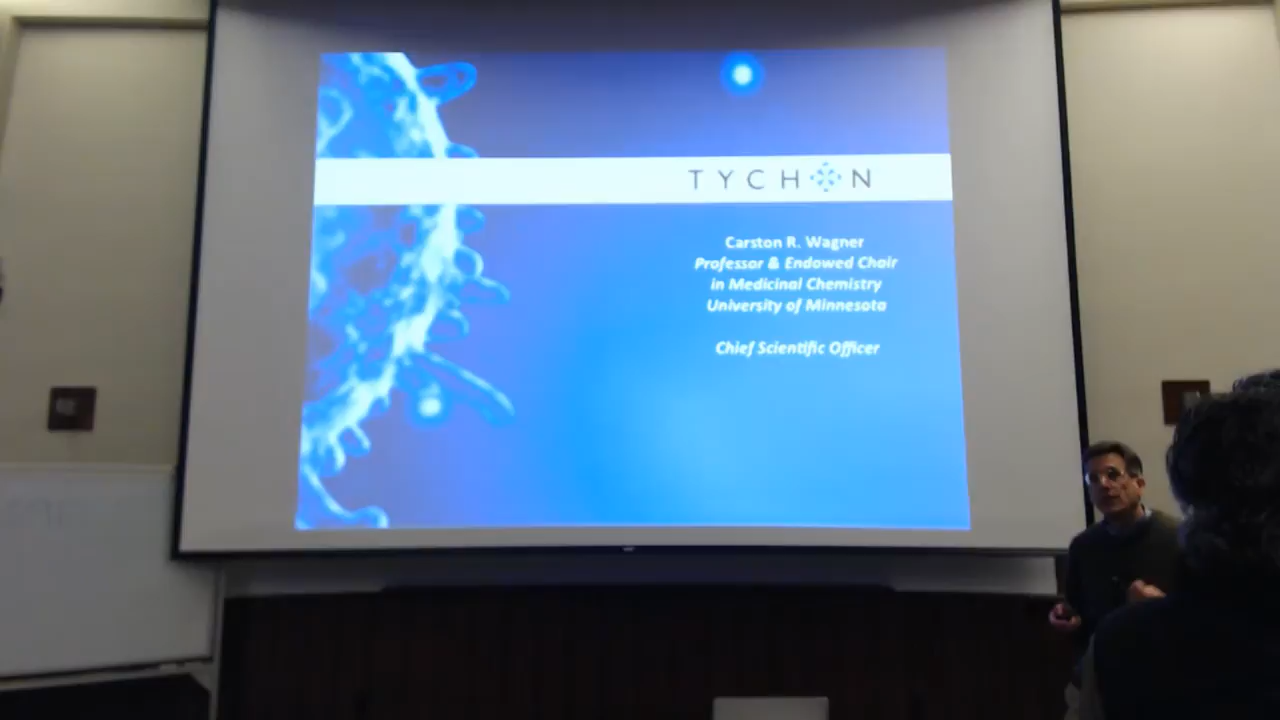 TYCHON
Carston R. Wagner
Professor & Endowed Chair
in Medicinal Chemistry
University of Minnesota
Chief Scientific Officer